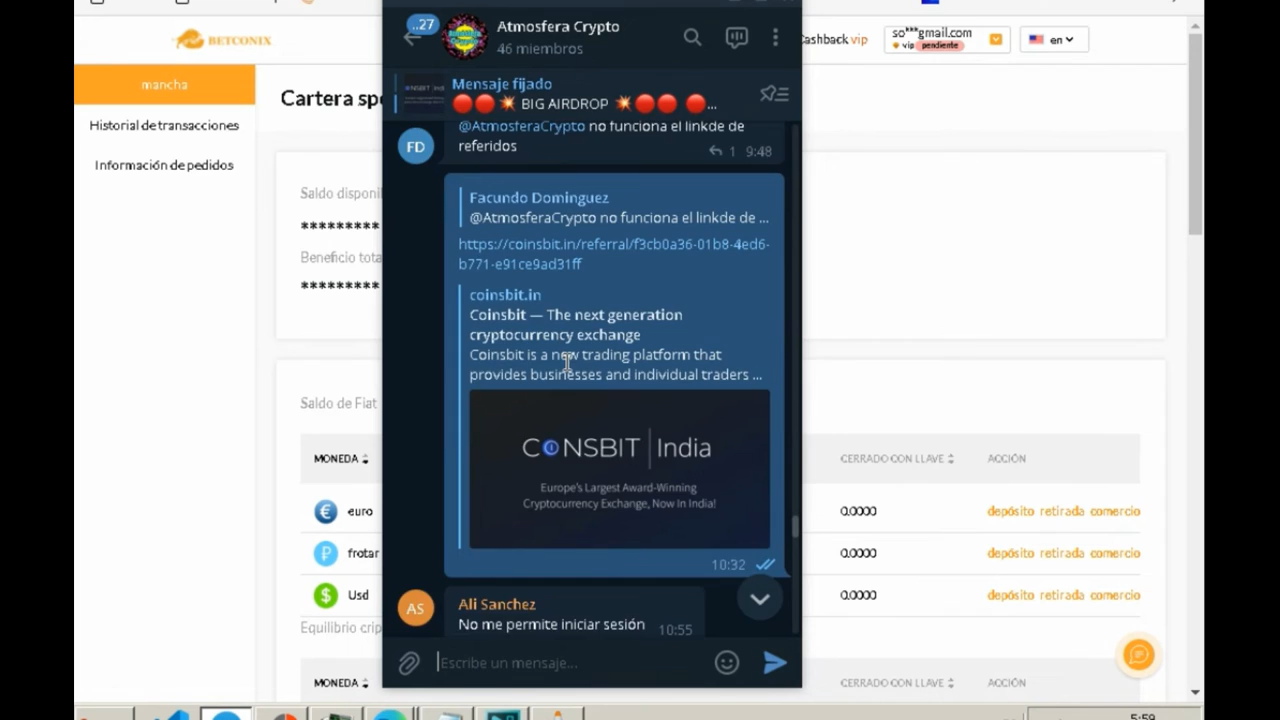 BETCONIX
Cashback vip
so***gmail.com
vip pendiente
en
mancha
Historial de transacciones
Información de pedidos
Cartera
Saldo
*********
Beneficio
*********
Saldo de Fiat
MONEDA
CERRADO CON LLAVE
ACCIÓN
euro
0.0000
depósito retirada comercio
frotar
0.0000
depósito retirada comercio
Usd
0.0000
depósito retirada comercio
Equilibrio
MONEDA
CERRADO CON LLAVE
ACCIÓN
..27
Atmosfera Crypto
46 miembros
Mensaje fijado
BIG AIRDROP
...
FD
@AtmosferaCrypto no funciona el linkde de
referidos
1 9:48
Facundo Dominguez
@AtmosferaCrypto no funciona el linkde de ...
https://coinsbit.in/referral/f3cb0a36-01b8-4ed6-
b771-e91ce9ad31ff
coinsbit.in
Coinsbit — The next generation
cryptocurrency exchange
Coinsbit is a new trading platform that
provides businesses and individual traders ...
COINSBIT India
Europe's Largest Award-Winning
Cryptocurrency Exchange, Now In India!
10:32
AS
Ali Sanchez
No me permite iniciar sesión
10:55
Escribe un mensaje...
5:59